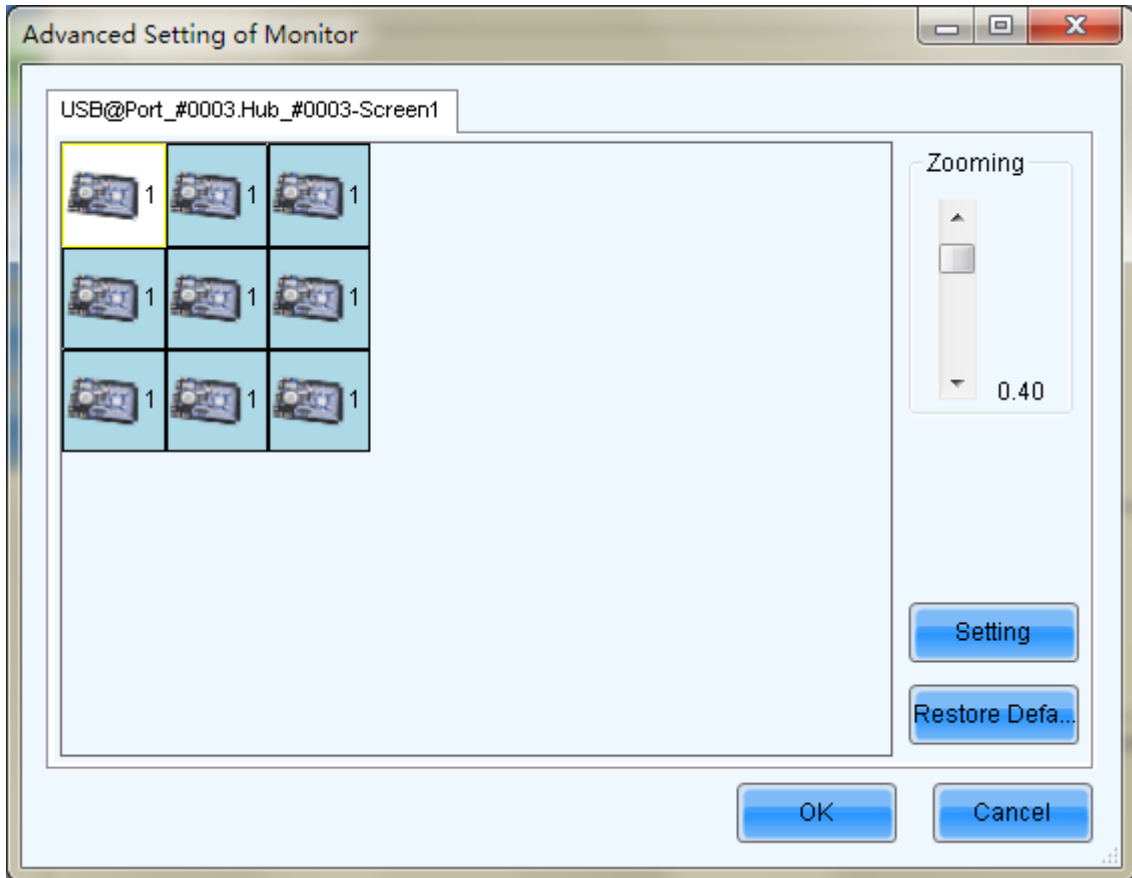 Advanced Setting of Monitor
USB@Port_#0003.Hub_#0003-Screen1
1 1 1
1 1 1
1 1 1
Zooming
0.40
Setting
Restore Defa...
OK
Cancel